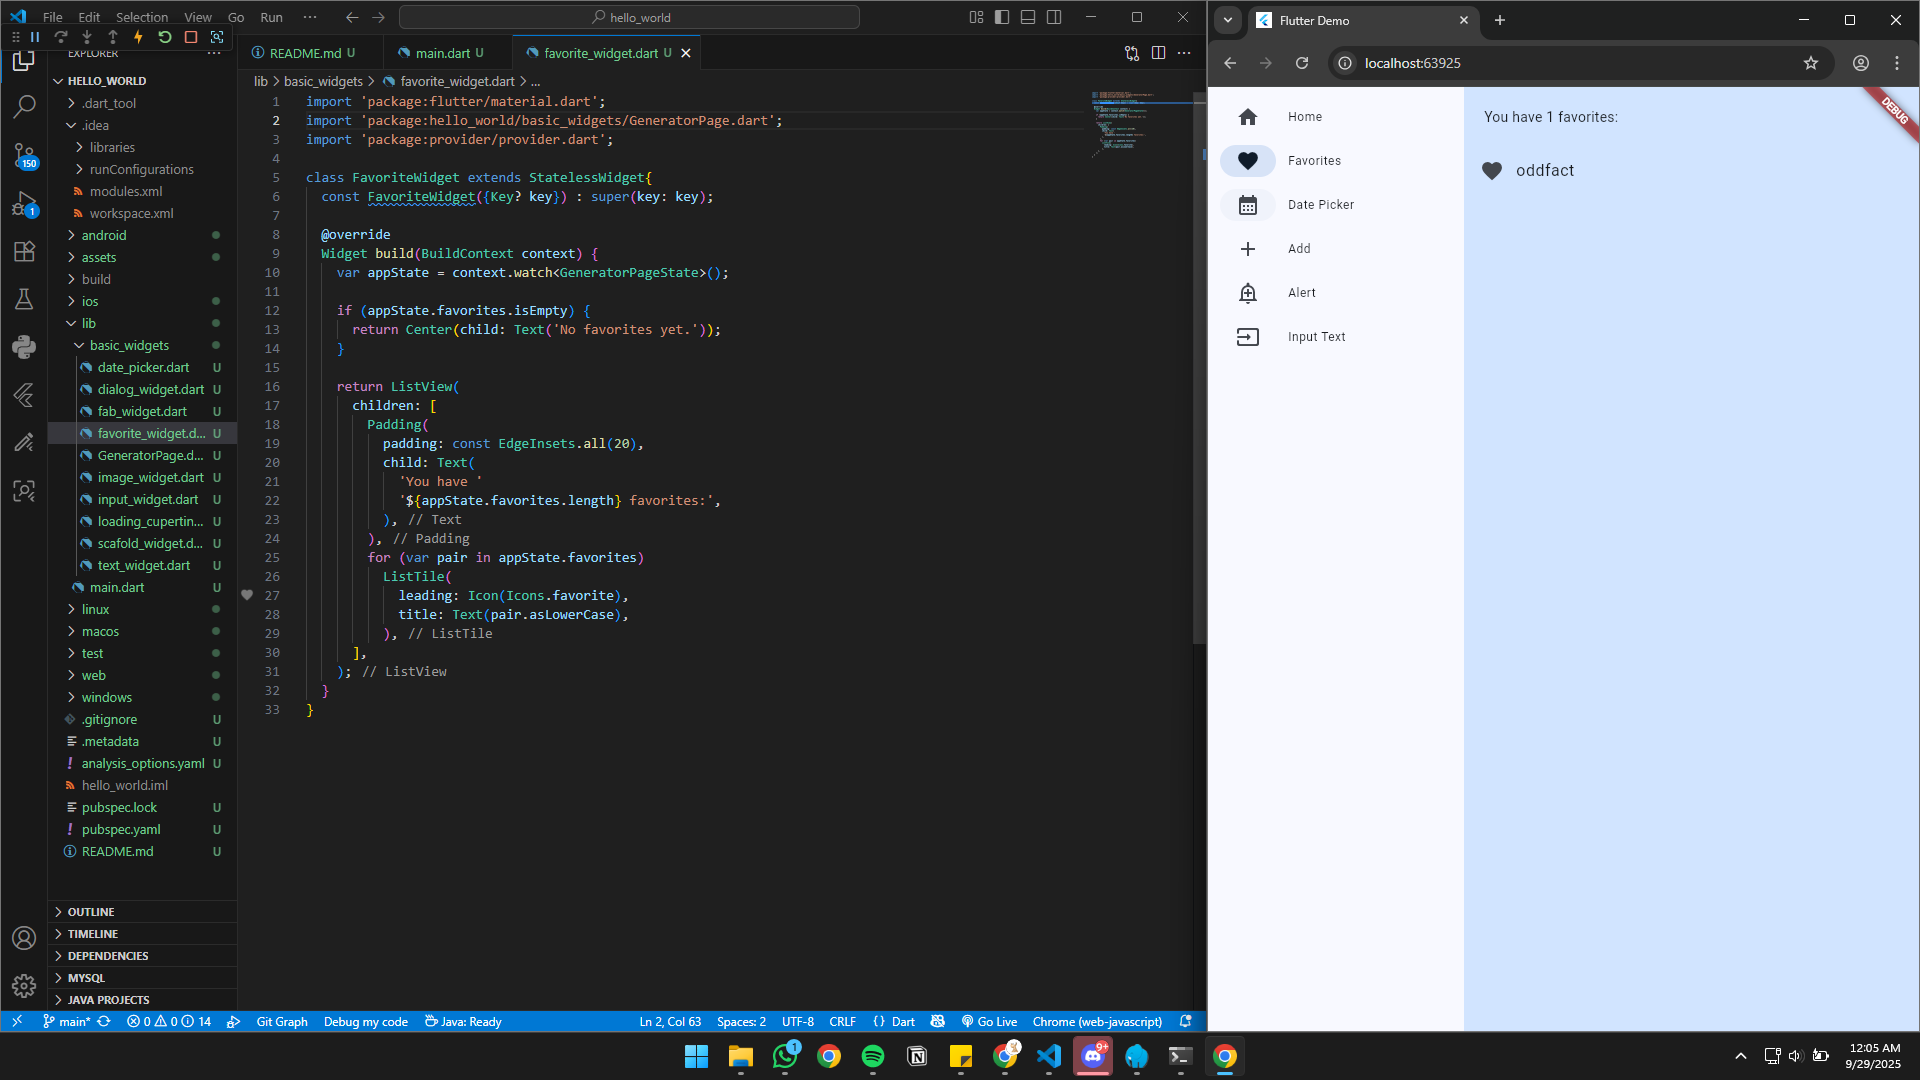 File Edit Selection View Go Run ···
hello_world
EXPLORER ···
README.md U
main.dart U
favorite_widget.dart U
lib > basic_widgets > favorite_widget.dart > ...
HELLO_WORLD
.dart_tool
.idea
libraries
runConfigurations
modules.xml
workspace.xml
android
assets
build
ios
lib
basic_widgets
date_picker.dart U
dialog_widget.dart U
fab_widget.dart U
favorite_widget.d... U
GeneratorPage.d... U
image_widget.dart U
input_widget.dart U
loading_cupertin... U
scafold_widget.d... U
text_widget.dart U
main.dart U
linux
macos
test
web
windows
.gitignore U
.metadata U
analysis_options.yaml U
hello_world.iml
pubspec.lock U
pubspec.yaml U
README.md U
OUTLINE
TIMELINE
DEPENDENCIES
MYSQL
JAVA PROJECTS
150
1
1 import 'package:flutter/material.dart';
2 import 'package:hello_world/basic_widgets/GeneratorPage.dart';
3 import 'package:provider/provider.dart';
4
5 class FavoriteWidget extends StatelessWidget{
6 const FavoriteWidget({Key? key}) : super(key: key);
7
8 @override
9 Widget build(BuildContext context) {
10 var appState = context.watch<GeneratorPageState>();
11
12 if (appState.favorites.isEmpty) {
13 return Center(child: Text('No favorites yet.'));
14 }
15
16 return ListView(
17 children: [
18 Padding(
19 padding: const EdgeInsets.all(20),
20 child: Text(
21 'You have '
22 '${appState.favorites.length} favorites:',
23 ), // Text
24 ), // Padding
25 for (var pair in appState.favorites)
26 ListTile(
27 leading: Icon(Icons.favorite),
28 title: Text(pair.asLowerCase),
29 ), // ListTile
30 ],
31 ); // ListView
32 }
33 }
main* 0 0 14 Git Graph Debug my code Java: Ready Ln 2, Col 63 Spaces: 2 UTF-8 CRLF {} Dart Go Live Chrome (web-javascript)
Flutter Demo
localhost:63925
DEBUG
Home
Favorites
Date Picker
Add
Alert
Input Text
You have 1 favorites:
oddfact
1
9+
12:05 AM
9/29/2025